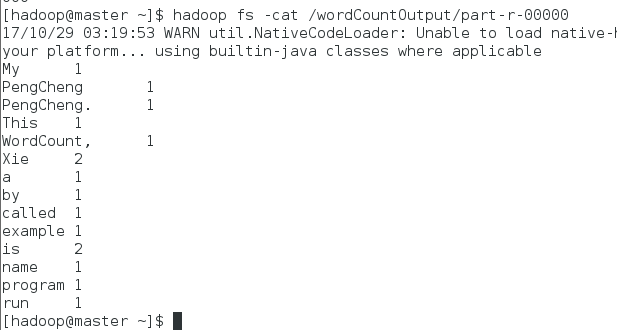 [hadoop@master ~]$ hadoop fs -cat /wordCountOutput/part-r-00000
17/10/29 03:19:53 WARN util.NativeCodeLoader: Unable to load native-h
your platform... using builtin-java classes where applicable
My 1
PengCheng 1
PengCheng. 1
This 1
WordCount, 1
Xie 2
a 1
by 1
called 1
example 1
is 2
name 1
program 1
run 1
[hadoop@master ~]$